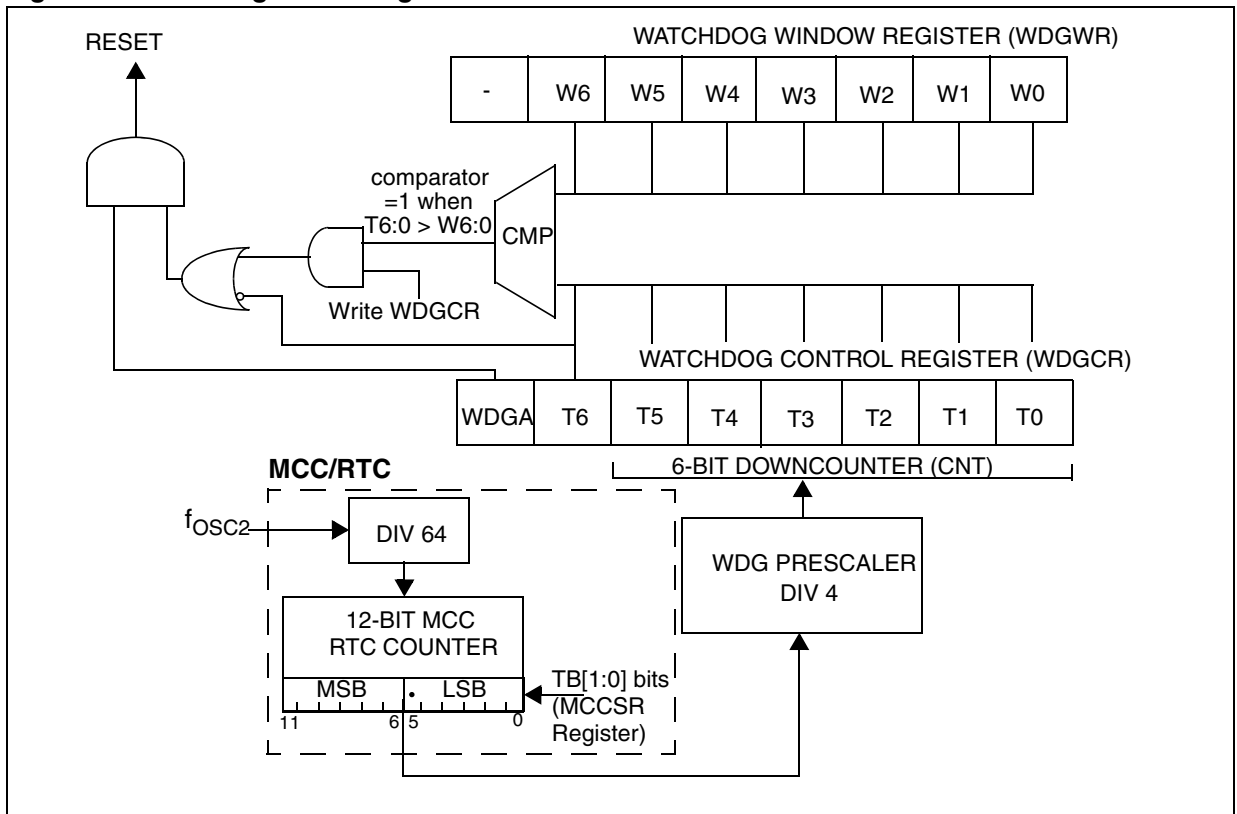 RESET
WATCHDOG WINDOW REGISTER (WDGWR)
- W6 W5 W4 W3 W2 W1 W0
comparator
=1 when
T6:0 > W6:0
CMP
Write WDGCR
WATCHDOG CONTROL REGISTER (WDGCR)
WDGA T6 T5 T4 T3 T2 T1 T0
6-BIT DOWNCOUNTER (CNT)
MCC/RTC
fOSC2
DIV 64
WDG PRESCALER
DIV 4
12-BIT MCC
RTC COUNTER
MSB LSB
11 6 5 0
TB[1:0] bits
(MCCSR
Register)